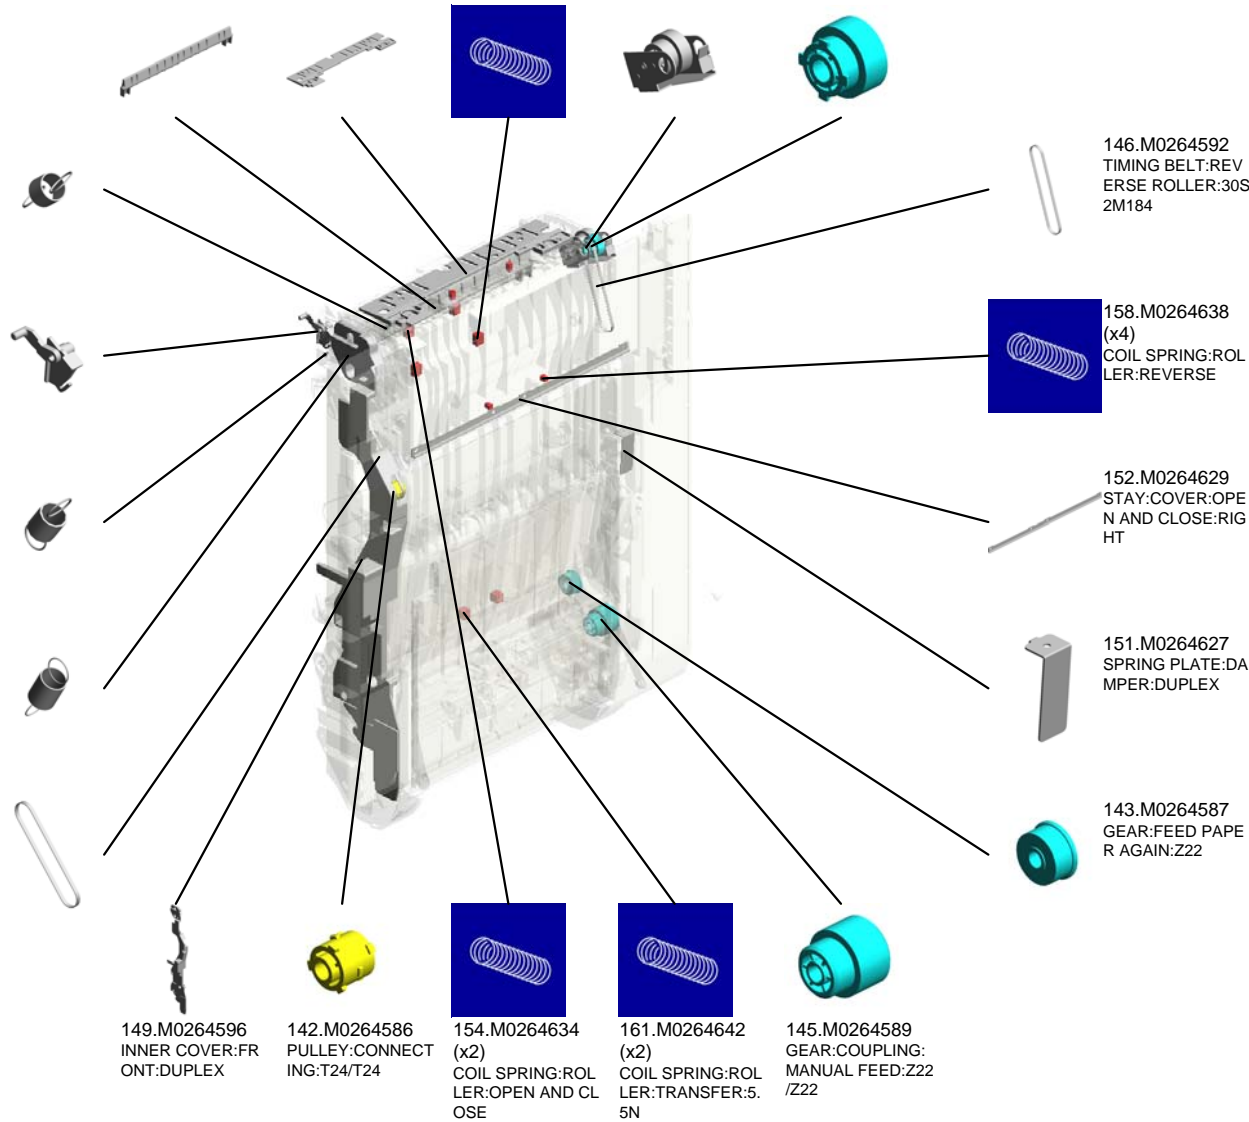 146.M0264592
TIMING BELT:REV
ERSE ROLLER:30S
2M184
158.M0264638
(x4)
COIL SPRING:ROL
LER:REVERSE
152.M0264629
STAY:COVER:OPE
N AND CLOSE:RIG
HT
151.M0264627
SPRING PLATE:DA
MPER:DUPLEX
143.M0264587
GEAR:FEED PAPE
R AGAIN:Z22
149.M0264596
INNER COVER:FR
ONT:DUPLEX
142.M0264586
PULLEY:CONNECT
ING:T24/T24
154.M0264634
(x2)
COIL SPRING:ROL
LER:OPEN AND CL
OSE
161.M0264642
(x2)
COIL SPRING:ROL
LER:TRANSFER:5.
5N
145.M0264589
GEAR:COUPLING:
MANUAL FEED:Z22
/Z22